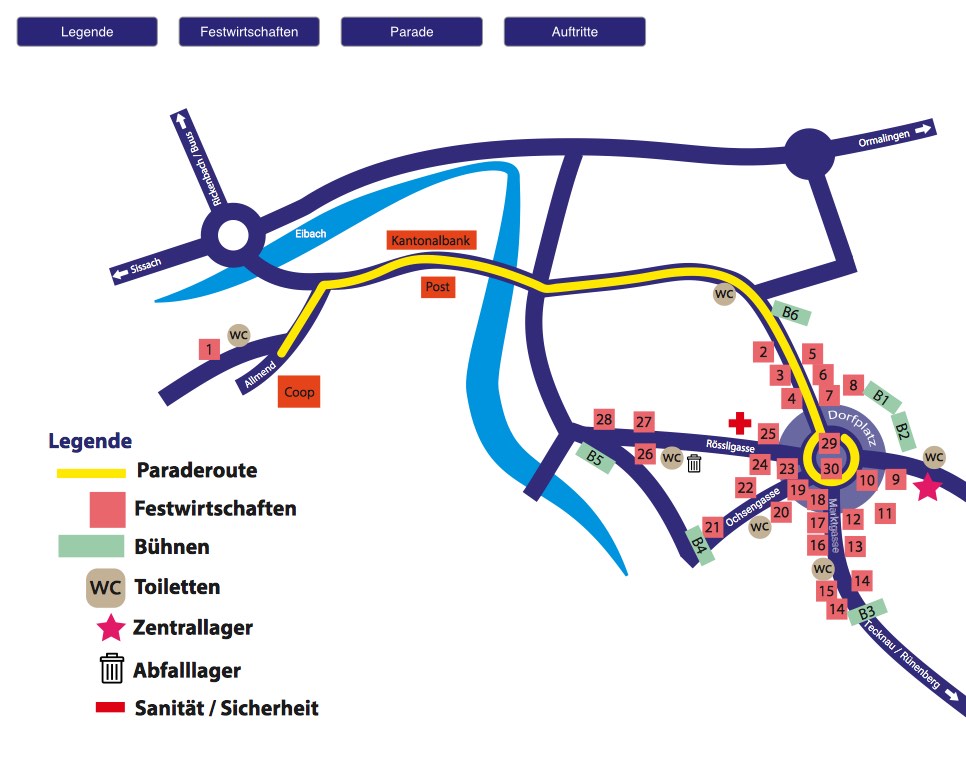 Legende
Festwirtschaften
Parade
Auftritte
Ormalingen
Rickenbach / Buus
Eibach
Sissach
Kantonalbank
Post
WC
B6
WC
1
2
5
3
6
8
Allmend
Coop
4
7
B1
Dorfplatz
B2
28
27
25
29
Rössligasse
B5
26
WC
24
23
30
WC
10
9
22
19
18
Ochsengasse
Marktgasse
20
21
WC
17
12
11
B4
16
13
WC
14
15
14
B3
Tecknau / Rünenberg
Legende
Paraderoute
Festwirtschaften
Bühnen
WC
Toiletten
Zentrallager
Abfalllager
Sanität / Sicherheit